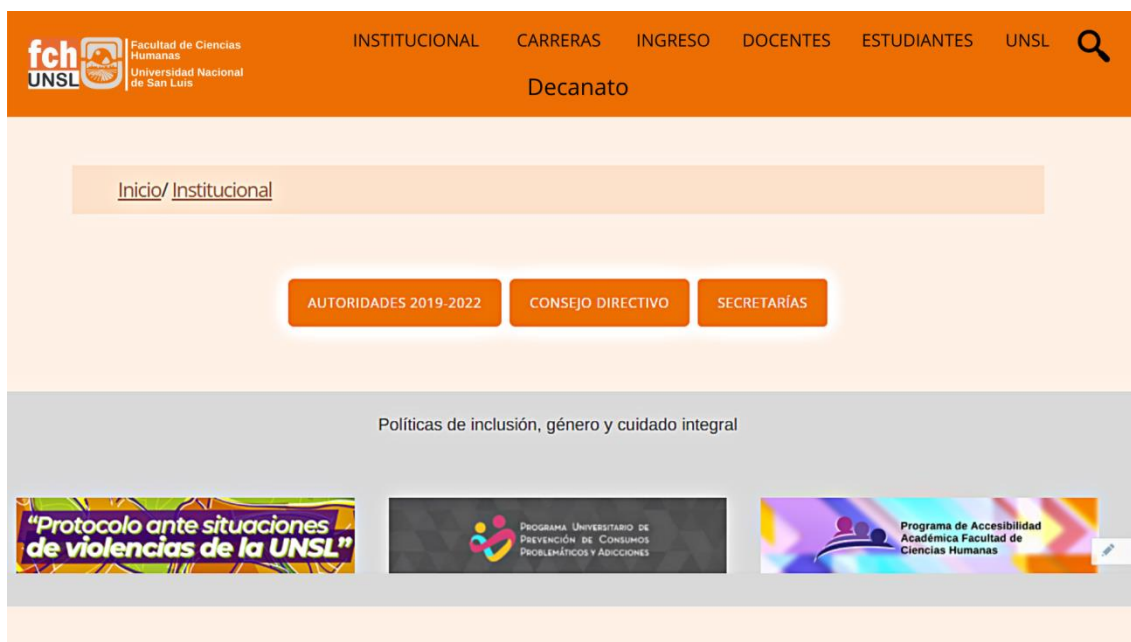 fch
UNSL
Facultad de Ciencias
Humanas
Universidad Nacional
de San Luis
INSTITUCIONAL CARRERAS INGRESO DOCENTES ESTUDIANTES UNSL
Decanato
Inicio/ Institucional
AUTORIDADES 2019-2022 CONSEJO DIRECTIVO SECRETARÍAS
Políticas de inclusión, género y cuidado integral
“Protocolo ante situaciones
de violencias de la UNSL”
Programa Universitario de
Prevención de Consumos
Problemáticos y Adicciones
Programa de Accesibilidad
Académica Facultad de
Ciencias Humanas